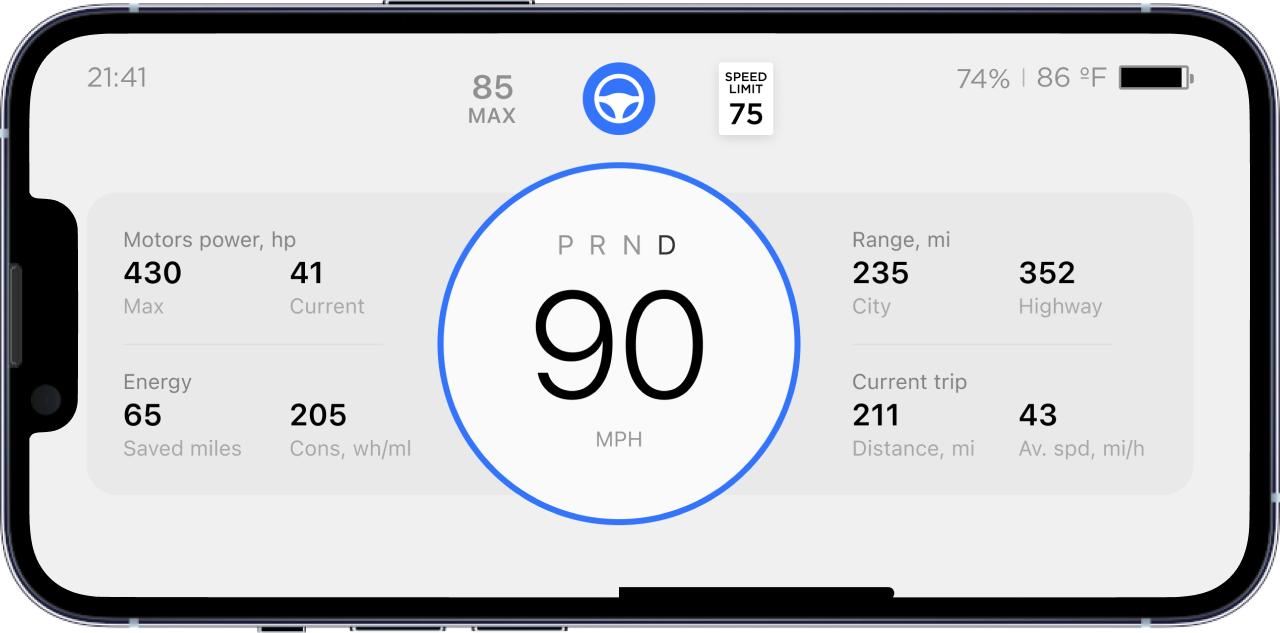 21:41
85
MAX
SPEED
LIMIT
75
74% | 86 ºF
P R N D
90
MPH
Motors power, hp
430 41
Max Current
Energy
65 205
Saved miles Cons, wh/ml
Range, mi
235 352
City Highway
Current trip
211 43
Distance, mi Av. spd, mi/h